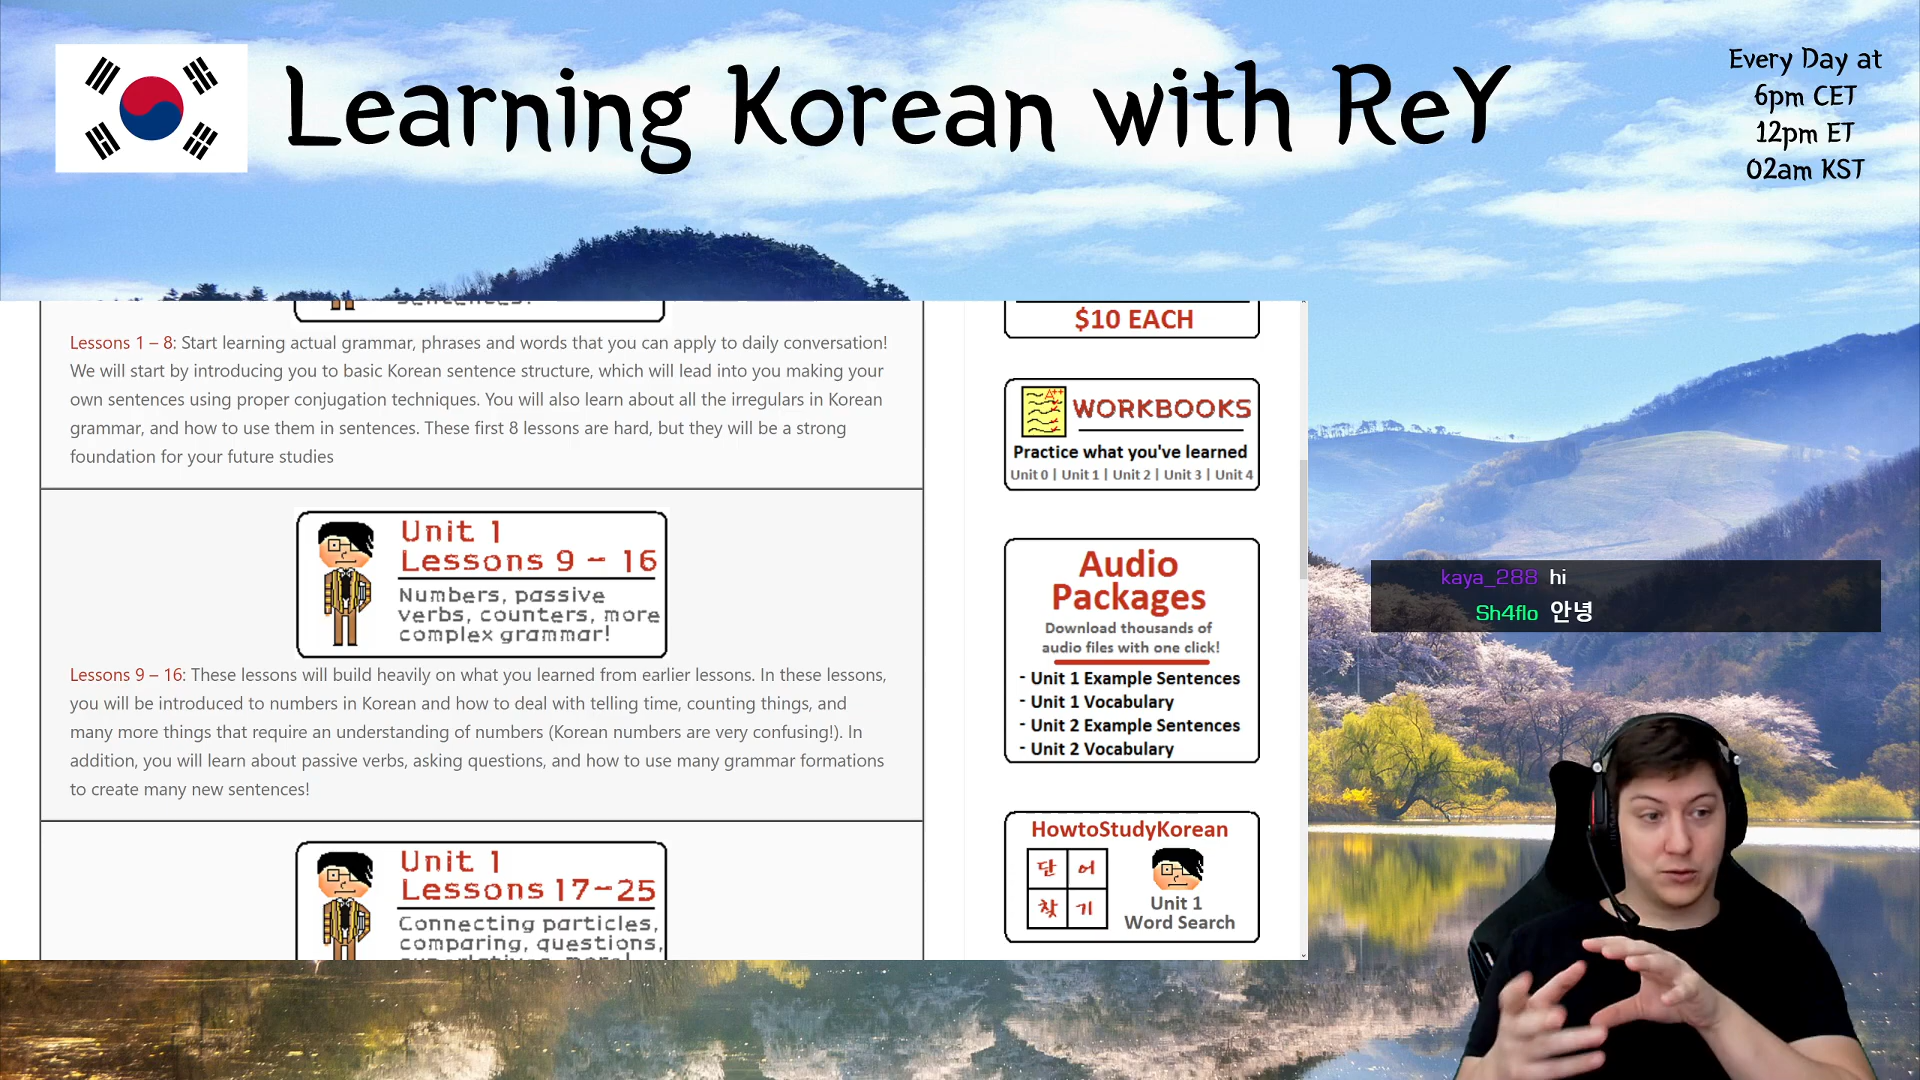 Learning Korean with ReY
Every Day at
6pm CET
12pm ET
02am KST
Lessons 1 – 8: Start learning actual grammar, phrases and words that you can apply to daily conversation!
We will start by introducing you to basic Korean sentence structure, which will lead into you making your
own sentences using proper conjugation techniques. You will also learn about all the irregulars in Korean
grammar, and how to use them in sentences. These first 8 lessons are hard, but they will be a strong
foundation for your future studies
Unit 1
Lessons 9 - 16
Numbers, passive
verbs, counters, more
complex grammar!
Lessons 9 – 16: These lessons will build heavily on what you learned from earlier lessons. In these lessons,
you will be introduced to numbers in Korean and how to deal with telling time, counting things, and
many more things that require an understanding of numbers (Korean numbers are very confusing!). In
addition, you will learn about passive verbs, asking questions, and how to use many grammar formations
to create many new sentences!
Unit 1
Lessons 17-25
Connecting particles,
comparing, questions,
$10 EACH
WORKBOOKS
Practice what you've learned
Unit 0 | Unit 1 | Unit 2 | Unit 3 | Unit 4
Audio
Packages
Download thousands of
audio files with one click!
- Unit 1 Example Sentences
- Unit 1 Vocabulary
- Unit 2 Example Sentences
- Unit 2 Vocabulary
HowtoStudyKorean
단어
찾기
Unit 1
Word Search
kaya_288 hi
Sh4flo 안녕